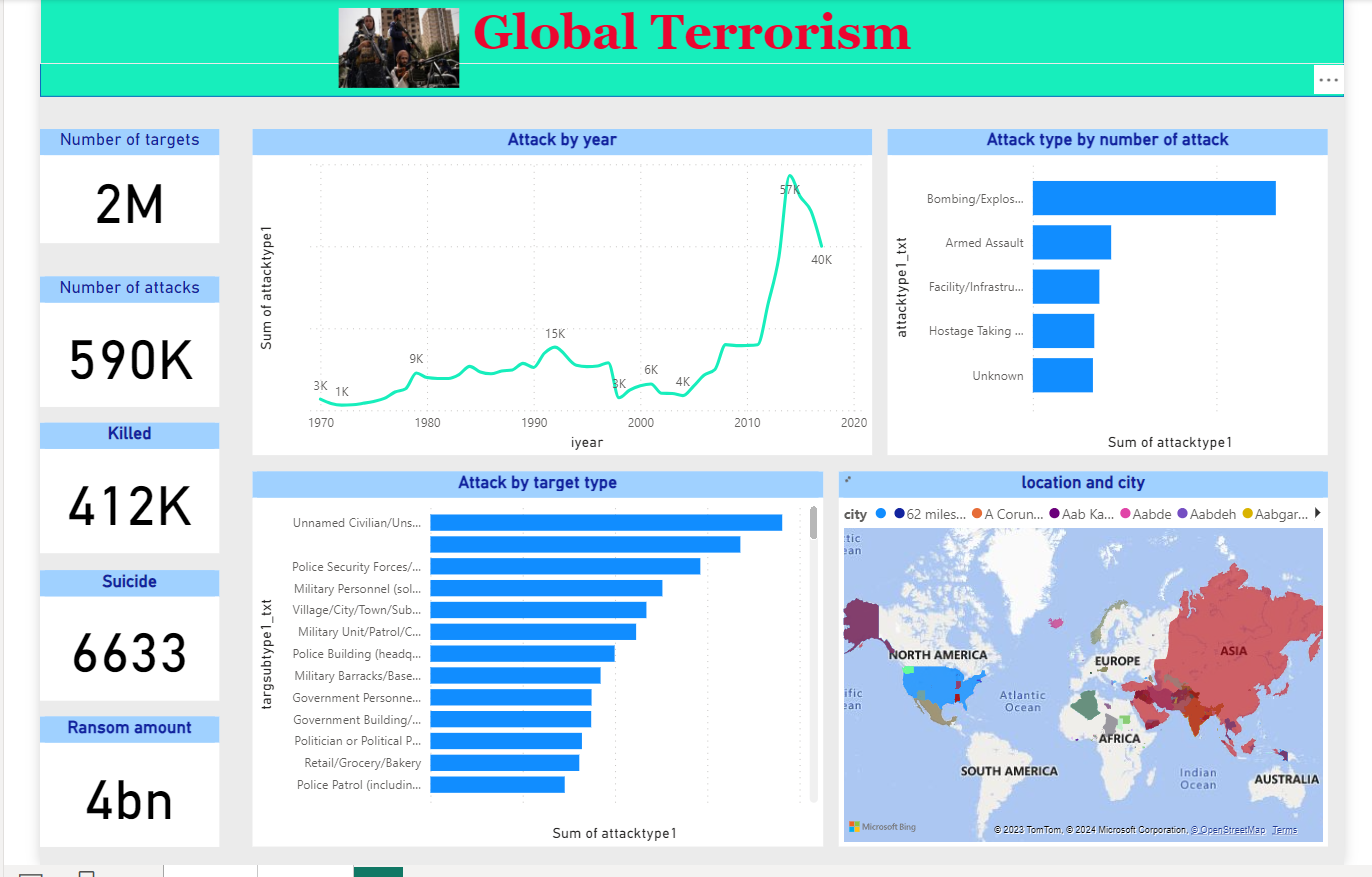 Global Terrorism
...
Number of targets
2M
Number of attacks
590K
Killed
412K
Suicide
6633
Ransom amount
4bn
Attack by year
Sum of attacktype1
57K
40K
15K
9K
3K
1K
3K
6K
4K
1970
1980
1990
2000
2010
2020
iyear
Attack type by number of attack
attacktype1_txt
Bombing/Explos...
Armed Assault
Facility/Infrastru...
Hostage Taking ...
Unknown
Sum of attacktype1
Attack by target type
targsubtype1_txt
Unnamed Civilian/Uns...
Police Security Forces/...
Military Personnel (sol...
Village/City/Town/Sub...
Military Unit/Patrol/C...
Police Building (headq...
Military Barracks/Base...
Government Personne...
Government Building/...
Politician or Political P...
Retail/Grocery/Bakery
Police Patrol (includin...
Sum of attacktype1
location and city
city 62 miles... A Corun... Aab Ka... Aabde Aabdeh Aabgar...
tic
ean
NORTH AMERICA
EUROPE
ASIA
Atlantic
Ocean
ific
ean
AFRICA
SOUTH AMERICA
Indian
Ocean
AUSTRALIA
Microsoft Bing
© 2023 TomTom, © 2024 Microsoft Corporation, © OpenStreetMap Terms